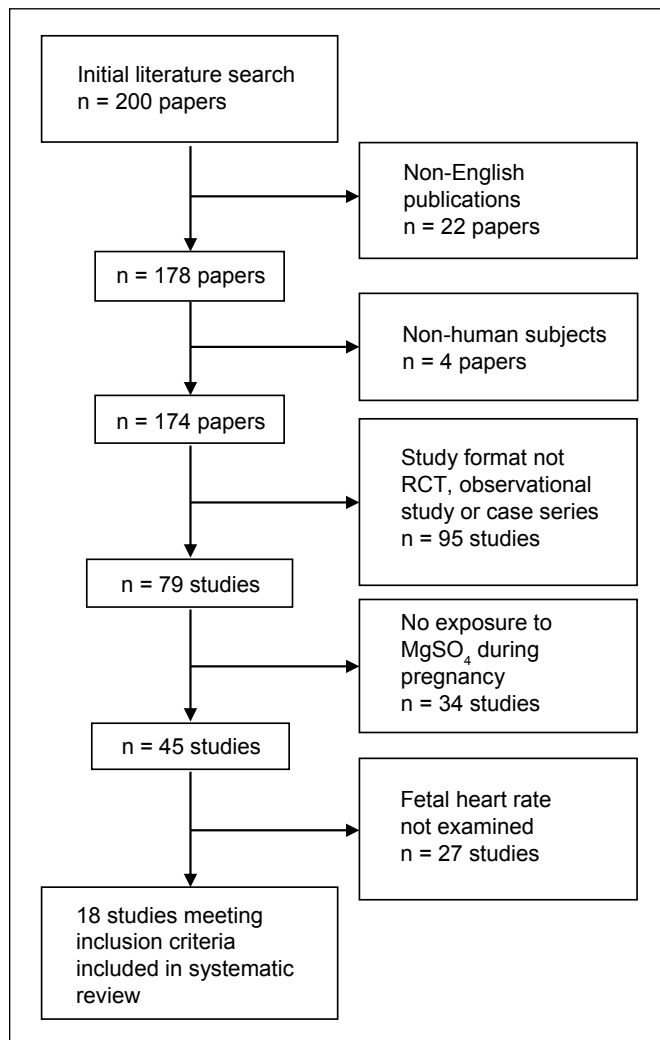 Initial literature search
n = 200 papers
Non-English
publications
n = 22 papers
n = 178 papers
Non-human subjects
n = 4 papers
n = 174 papers
Study format not
RCT, observational
study or case series
n = 95 studies
n = 79 studies
No exposure to
MgSO₄ during
pregnancy
n = 34 studies
n = 45 studies
Fetal heart rate
not examined
n = 27 studies
18 studies meeting
inclusion criteria
included in systematic
review